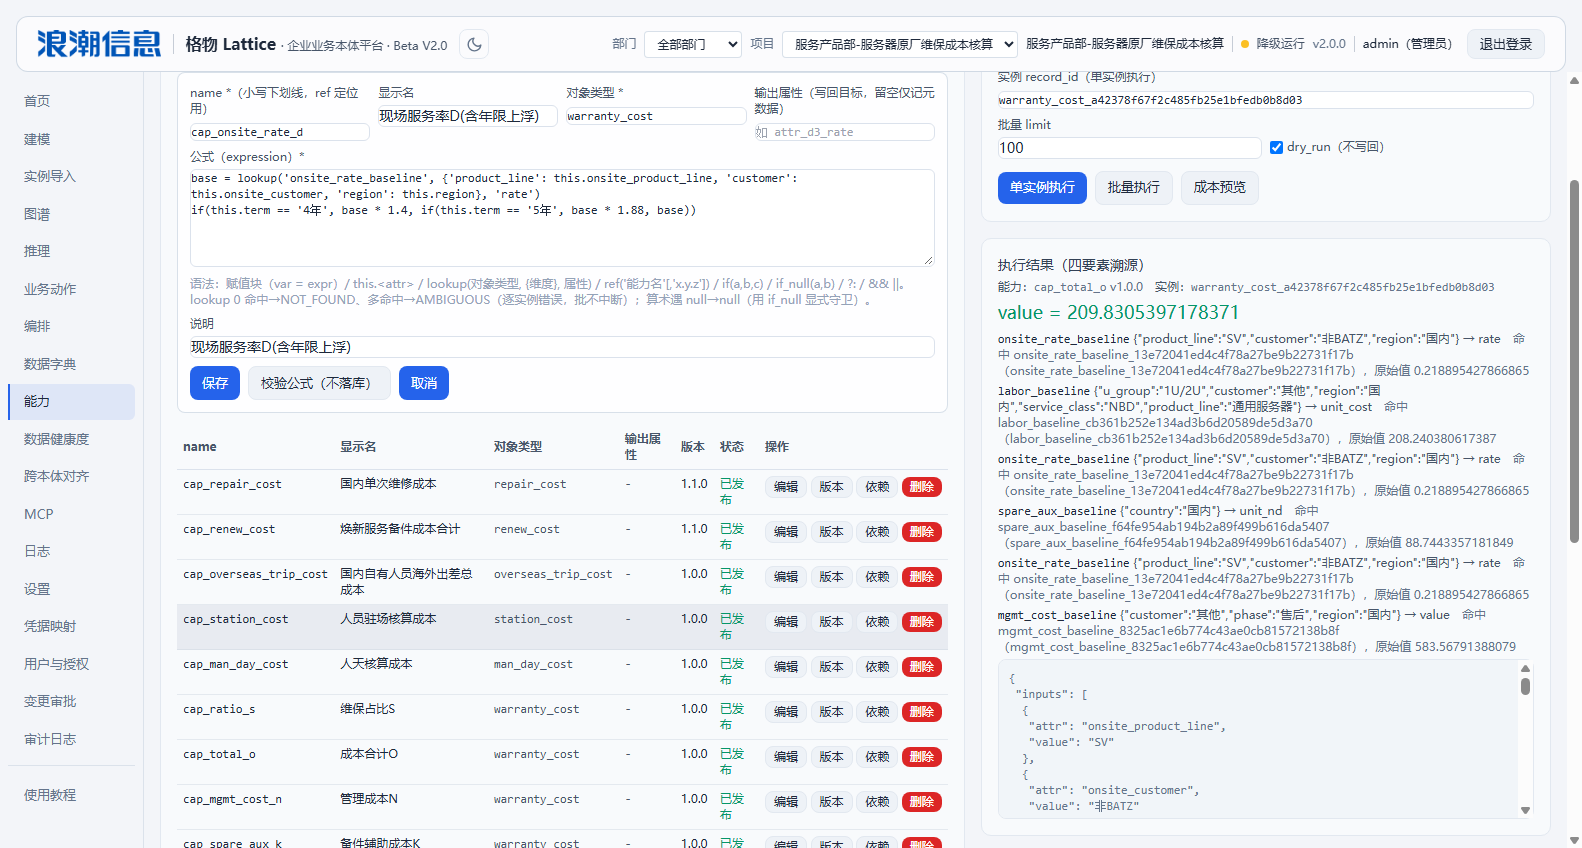 浪潮信息 格物 Lattice · 企业业务本体平台 · Beta V2.0 部门 全部部门 项目 服务产品部-服务器原厂维保成本核算 服务产品部-服务器原厂维保成本核算 降级运行 v2.0.0 admin（管理员） 退出登录
首页
建模
实例导入
图谱
推理
业务动作
编排
数据字典
能力
数据健康度
跨本体对齐
MCP
日志
设置
凭据映射
用户与授权
变更审批
审计日志
使用教程
name *（小写下划线，ref 定位用）
cap_onsite_rate_d
显示名
现场服务率D(含年限上浮)
对象类型 *
warranty_cost
输出属性（写回目标，留空仅记元数据）
如 attr_d3_rate
公式（expression）*
base = lookup('onsite_rate_baseline', {'product_line': this.onsite_product_line, 'customer':
this.onsite_customer, 'region': this.region}, 'rate')
if(this.term == '4年', base * 1.4, if(this.term == '5年', base * 1.88, base))
语法：赋值块（var = expr）/ this.<attr> / lookup(对象类型, {维度}, 属性) / ref('能力名'[,'x.y.z']) / if(a,b,c) / if_null(a,b) / ?: / && ||。
lookup 0 命中→NOT_FOUND、多命中→AMBIGUOUS（逐实例错误，批不中断）；算术遇 null→null（用 if_null 显式守卫）。
说明
现场服务率D(含年限上浮)
保存 校验公式（不落库） 取消
name 显示名 对象类型 输出属性 版本 状态 操作
cap_repair_cost 国内单次维修成本 repair_cost - 1.1.0 已发布 编辑 版本 依赖 删除
cap_renew_cost 焕新服务备件成本合计 renew_cost - 1.1.0 已发布 编辑 版本 依赖 删除
cap_overseas_trip_cost 国内自有人员海外出差总成本 overseas_trip_cost - 1.0.0 已发布 编辑 版本 依赖 删除
cap_station_cost 人员驻场核算成本 station_cost - 1.0.0 已发布 编辑 版本 依赖 删除
cap_man_day_cost 人天核算成本 man_day_cost - 1.0.0 已发布 编辑 版本 依赖 删除
cap_ratio_s 维保占比S warranty_cost - 1.0.0 已发布 编辑 版本 依赖 删除
cap_total_o 成本合计O warranty_cost - 1.0.0 已发布 编辑 版本 依赖 删除
cap_mgmt_cost_n 管理成本N warranty_cost - 1.0.0 已发布 编辑 版本 依赖 删除
cap_spare_aux_k 备件辅助成本K warranty_cost - 1.0.0 已发 编辑 版本 依赖 删除
实例 record_id（单实例执行）
warranty_cost_a42378f67f2c485fb25e1bfedb0b8d03
批量 limit
100 dry_run（不写回）
单实例执行 批量执行 成本预览
执行结果（四要素溯源）
能力：cap_total_o v1.0.0 实例：warranty_cost_a42378f67f2c485fb25e1bfedb0b8d03
value = 209.8305397178371
onsite_rate_baseline {"product_line":"SV","customer":"非BATZ","region":"国内"} → rate 命
中 onsite_rate_baseline_13e72041ed4c4f78a27be9b22731f17b
（onsite_rate_baseline_13e72041ed4c4f78a27be9b22731f17b），原始值 0.218895427866865
labor_baseline {"u_group":"1U/2U","customer":"其他","region":"国
内","service_class":"NBD","product_line":"通用服务器"} → unit_cost 命中
labor_baseline_cb361b252e134ad3b6d20589de5d3a70
（labor_baseline_cb361b252e134ad3b6d20589de5d3a70），原始值 208.240380617387
onsite_rate_baseline {"product_line":"SV","customer":"非BATZ","region":"国内"} → rate 命
中 onsite_rate_baseline_13e72041ed4c4f78a27be9b22731f17b
（onsite_rate_baseline_13e72041ed4c4f78a27be9b22731f17b），原始值 0.218895427866865
spare_aux_baseline {"country":"国内"} → unit_nd 命中
spare_aux_baseline_f64fe954ab194b2a89f499b616da5407
（spare_aux_baseline_f64fe954ab194b2a89f499b616da5407），原始值 88.7443357181849
onsite_rate_baseline {"product_line":"SV","customer":"非BATZ","region":"国内"} → rate 命
中 onsite_rate_baseline_13e72041ed4c4f78a27be9b22731f17b
（onsite_rate_baseline_13e72041ed4c4f78a27be9b22731f17b），原始值 0.218895427866865
mgmt_cost_baseline {"customer":"其他","phase":"售后","region":"国内"} → value 命中
mgmt_cost_baseline_8325ac1e6b774c43ae0cb81572138b8f
（mgmt_cost_baseline_8325ac1e6b774c43ae0cb81572138b8f），原始值 583.56791388079
{
"inputs": [
{
"attr": "onsite_product_line",
"value": "SV"
},
{
"attr": "onsite_customer",
"value": "非BATZ"